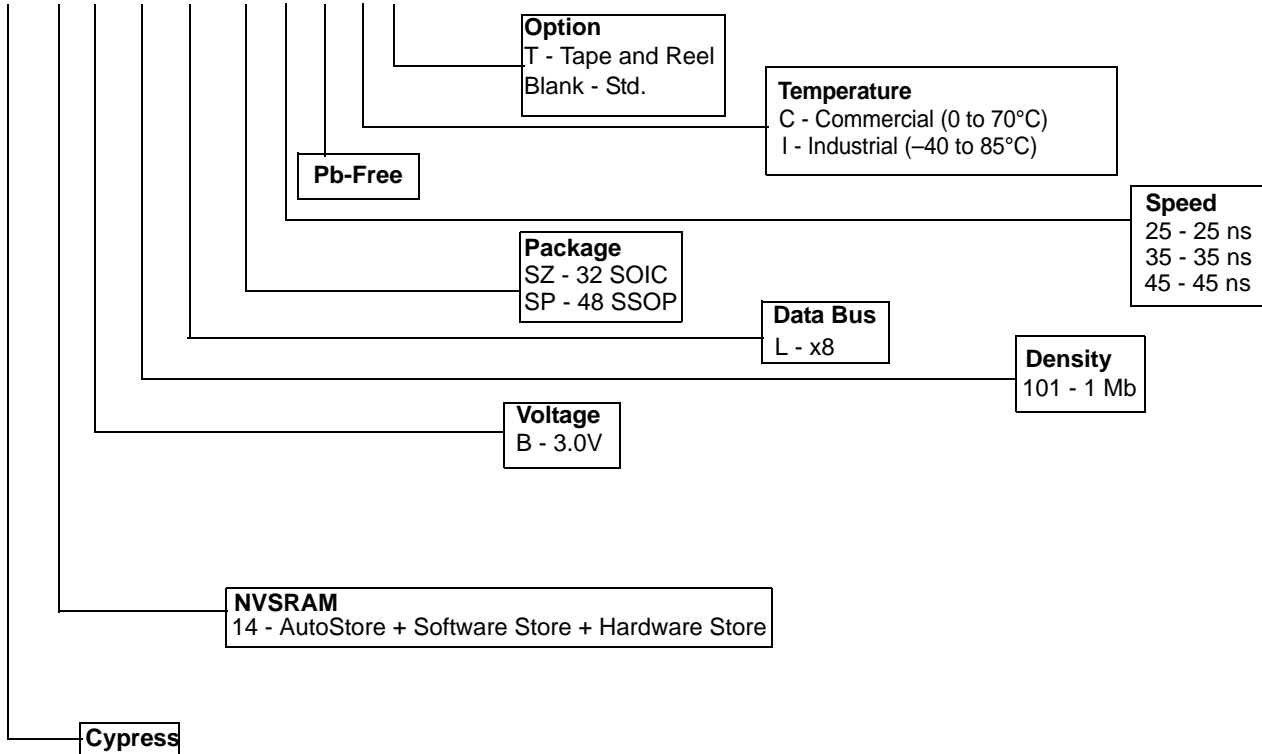 Option
T - Tape and Reel
Blank - Std.
Temperature
C - Commercial (0 to 70°C)
I - Industrial (–40 to 85°C)
Pb-Free
Speed
25 - 25 ns
35 - 35 ns
45 - 45 ns
Package
SZ - 32 SOIC
SP - 48 SSOP
Data Bus
L - x8
Density
101 - 1 Mb
Voltage
B - 3.0V
NVSRAM
14 - AutoStore + Software Store + Hardware Store
Cypress